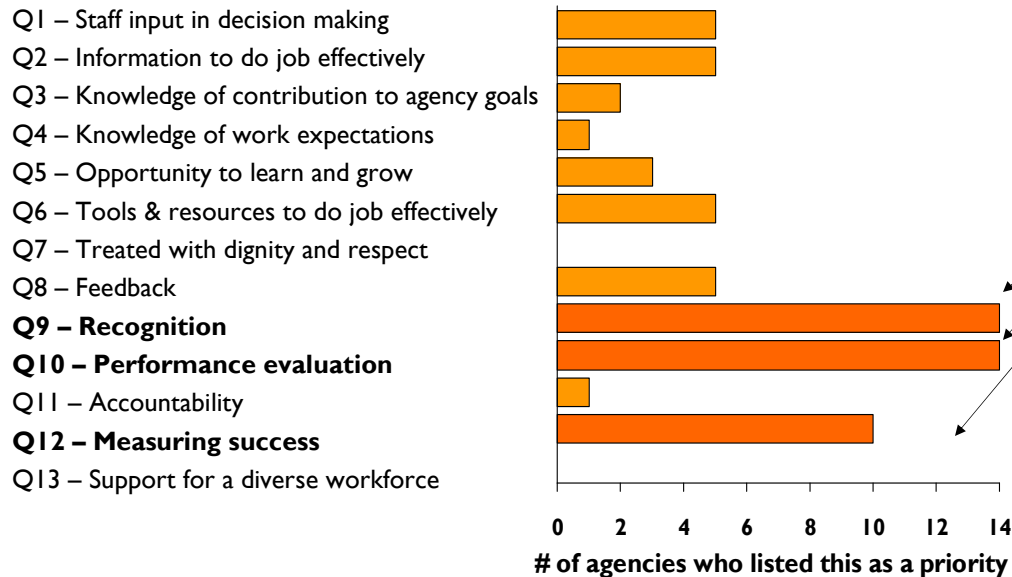 Q1 – Staff input in decision making
Q2 – Information to do job effectively
Q3 – Knowledge of contribution to agency goals
Q4 – Knowledge of work expectations
Q5 – Opportunity to learn and grow
Q6 – Tools & resources to do job effectively
Q7 – Treated with dignity and respect
Q8 – Feedback
Q9 – Recognition
Q10 – Performance evaluation
Q11 – Accountability
Q12 – Measuring success
Q13 – Support for a diverse workforce
0 2 4 6 8 10 12 14
# of agencies who listed this as a priority